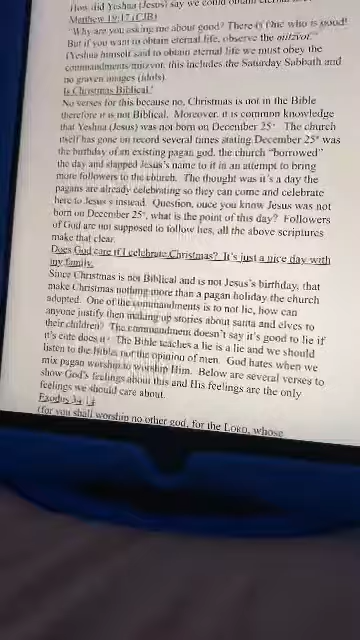 How did Yeshua (Jesus) say we could obtain eternal
Matthew 19:17 (CJB)
"Why are you asking me about good? There is One who is good!
But if you want to obtain eternal life, observe the mitzvot."
(Yeshua himself said to obtain eternal life we must obey the
commandments/mitzvot, this includes the Saturday Sabbath and
no graven images (idols).
Is Christmas Biblical?
No verses for this because no, Christmas is not in the Bible
therefore it is not Biblical. Moreover, it is common knowledge
that Yeshua (Jesus) was not born on December 25th. The church
itself has gone on record several times stating December 25th was
the birthday of an existing pagan god, the church "borrowed"
the day and slapped Jesus's name to it in an attempt to bring
more followers to the church. The thought was it's a day the
pagans are already celebrating so they can come and celebrate
here to Jesus's instead. Question, once you know Jesus was not
born on December 25th, what is the point of this day? Followers
of God are not supposed to follow lies, all the above scriptures
make that clear.
Does God care if I celebrate Christmas? It's just a nice day with
my family.
Since Christmas is not Biblical and is not Jesus's birthday, that
make Christmas nothing more than a pagan holiday the church
adopted. One of the commandments is to not lie, how can
anyone justify then making up stories about santa and elves to
their children? The commandment doesn't say it's good to lie if
it's cute does it? The Bible teaches a lie is a lie and we should
listen to the Bible, not the opinion of men. God hates when we
mix pagan worship to worship Him. Below are several verses to
show God's feelings about this and His feelings are the only
feelings we should care about.
Exodus 34:14
(for you shall worship no other god, for the LORD, whose